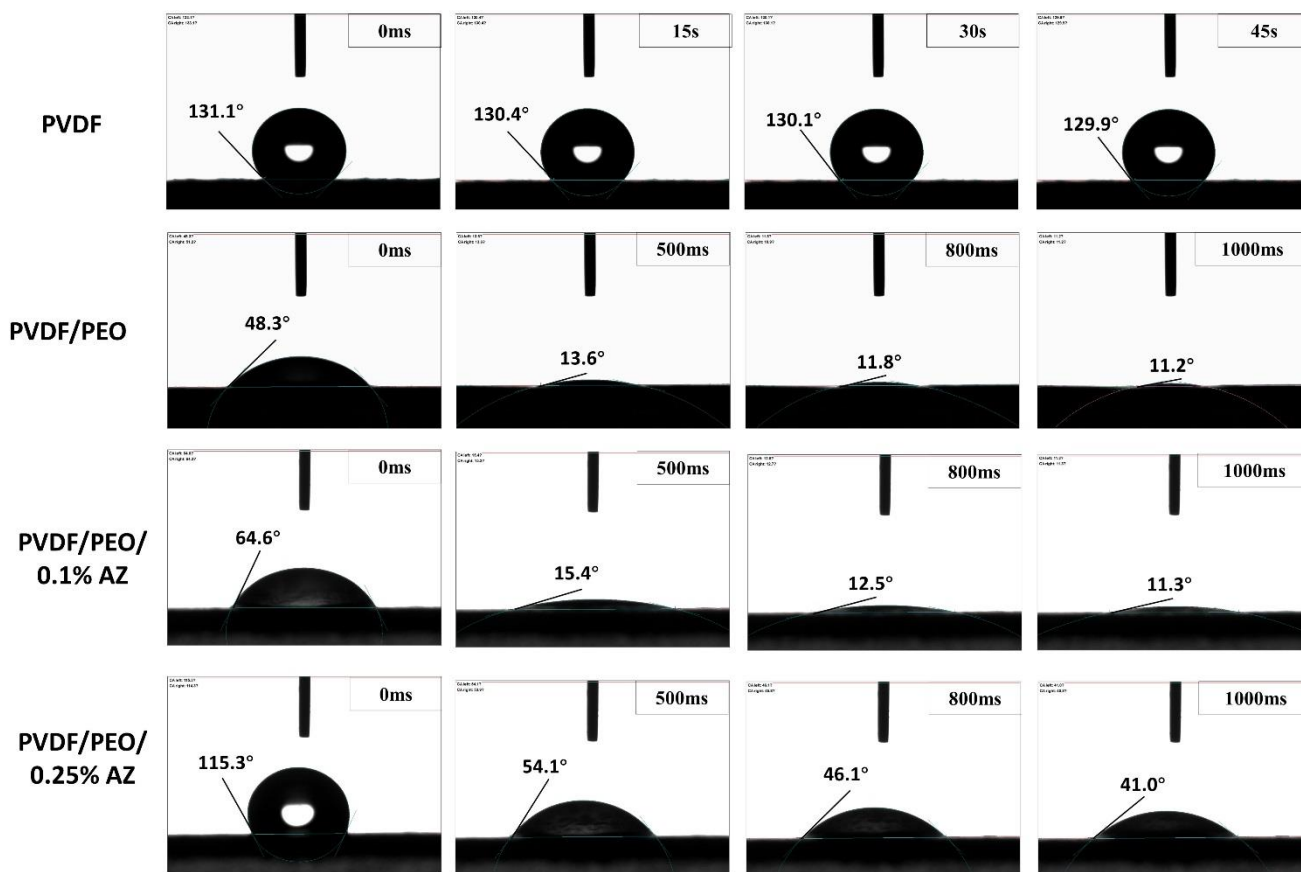 0ms
15s
30s
45s
PVDF
131.1°
130.4°
130.1°
129.9°
0ms
500ms
800ms
1000ms
PVDF/PEO
48.3°
13.6°
11.8°
11.2°
0ms
500ms
800ms
1000ms
PVDF/PEO/
0.1% AZ
64.6°
15.4°
12.5°
11.3°
0ms
500ms
800ms
1000ms
PVDF/PEO/
0.25% AZ
115.3°
54.1°
46.1°
41.0°